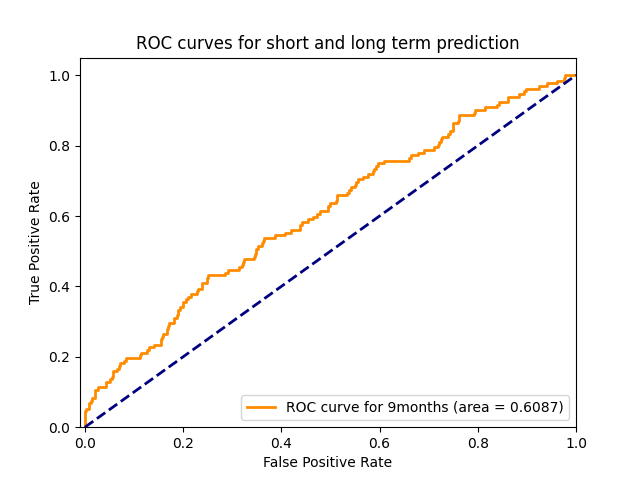 ROC curves for short and long term prediction
True Positive Rate
1.0
0.8
0.6
0.4
0.2
0.0
ROC curve for 9months (area = 0.6087)
0.0 0.2 0.4 0.6 0.8 1.0
False Positive Rate